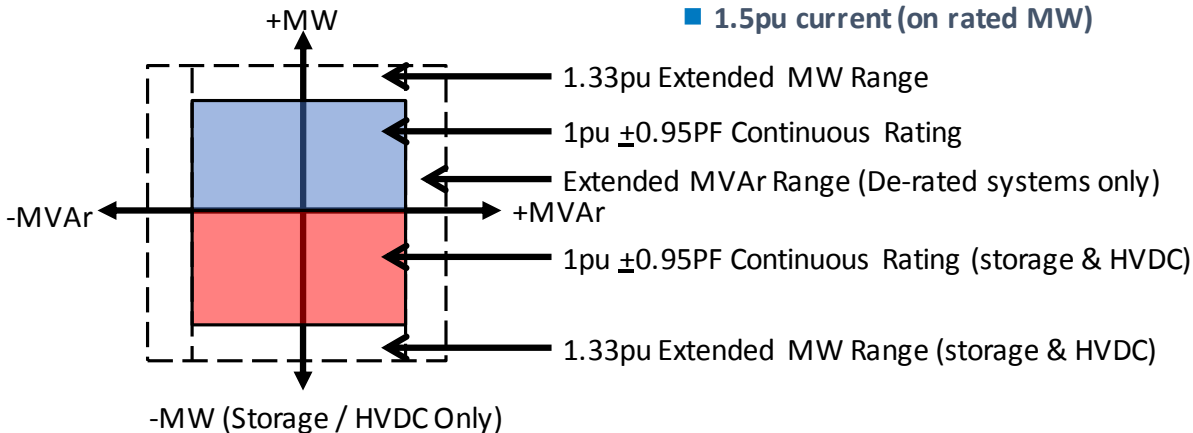 +MW
■ 1.5pu current (on rated MW)
1.33pu Extended MW Range
1pu ±0.95PF Continuous Rating
Extended MVAr Range (De-rated systems only)
-MVAr
+MVAr
1pu ±0.95PF Continuous Rating (storage & HVDC)
1.33pu Extended MW Range (storage & HVDC)
-MW (Storage / HVDC Only)